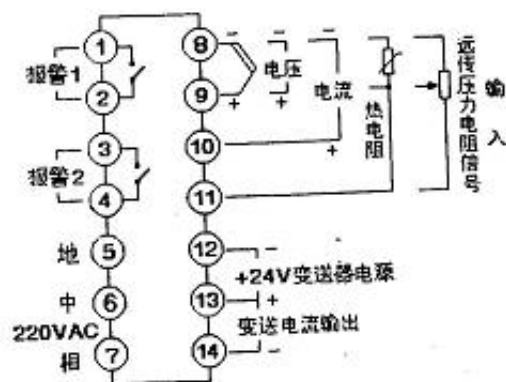 1
报警1
2
3
报警2
4
地 5
中 6
220VAC
相 7
8 − − −
电压
9 + +
电流
10 +
11
热电阻
远传压力电阻信号
输入
12 −
+24V变送器电源
13 +
变送电流输出
14 −